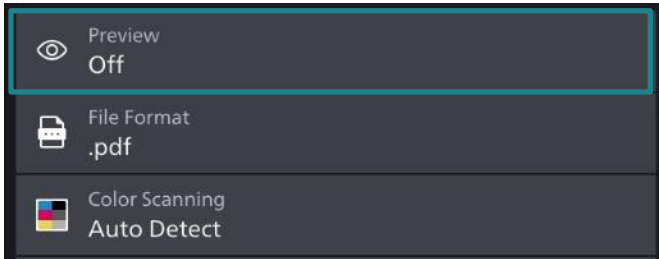 Preview
Off
File Format
.pdf
Color Scanning
Auto Detect